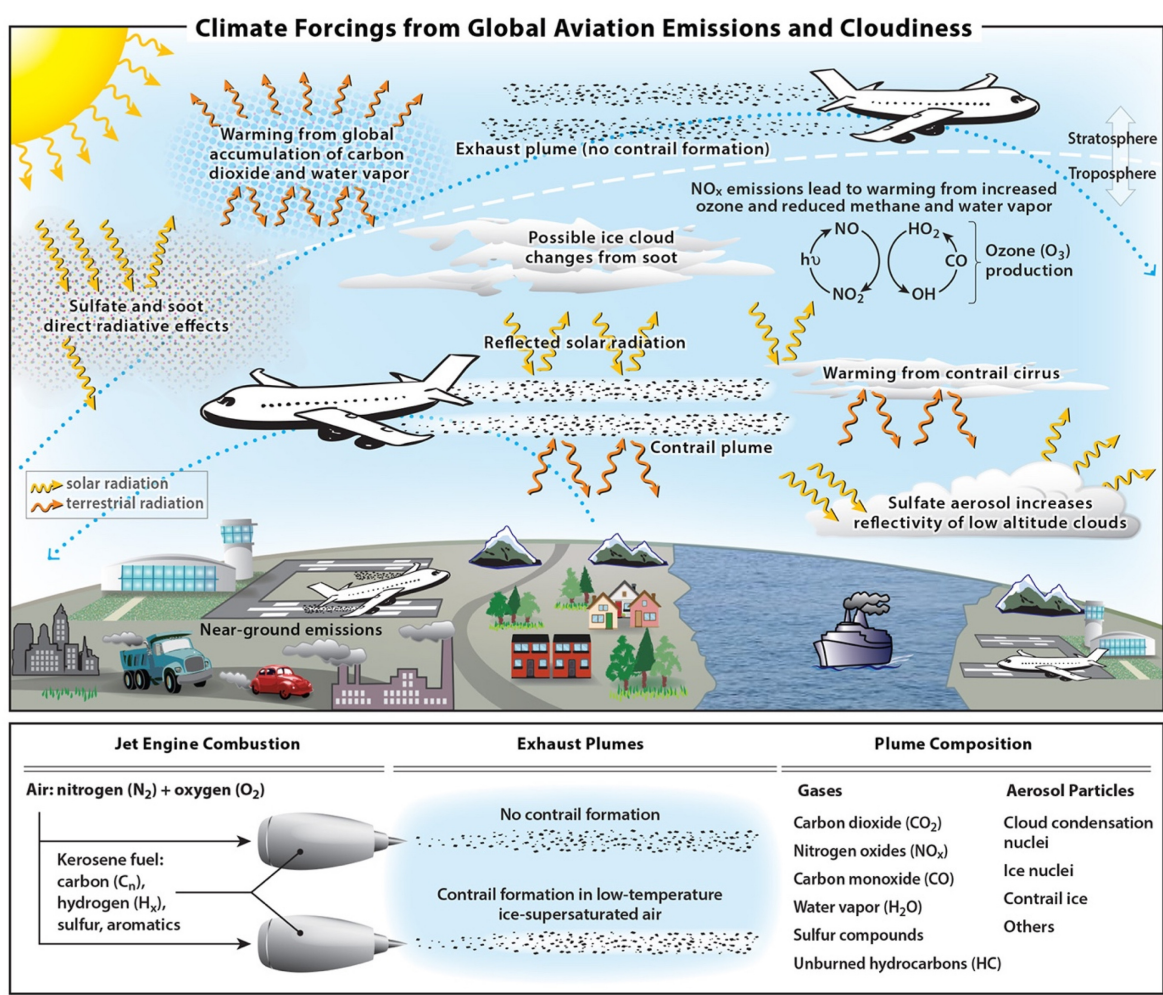 Climate Forcings from Global Aviation Emissions and Cloudiness
Warming from global
accumulation of carbon
dioxide and water vapor
Exhaust plume (no contrail formation)
Stratosphere
Troposphere
NOₓ emissions lead to warming from increased
ozone and reduced methane and water vapor
NO
HO₂
hυ
CO
NO₂
OH
Ozone (O₃)
production
Possible ice cloud
changes from soot
Sulfate and soot
direct radiative effects
Reflected solar radiation
Warming from contrail cirrus
Contrail plume
solar radiation
terrestrial radiation
Sulfate aerosol increases
reflectivity of low altitude clouds
Near-ground emissions
Jet Engine Combustion
Air: nitrogen (N₂) + oxygen (O₂)
Kerosene fuel:
carbon (Cₙ),
hydrogen (Hₓ),
sulfur, aromatics
Exhaust Plumes
No contrail formation
Contrail formation in low-temperature
ice-supersaturated air
Plume Composition
Gases
Carbon dioxide (CO₂)
Nitrogen oxides (NOₓ)
Carbon monoxide (CO)
Water vapor (H₂O)
Sulfur compounds
Unburned hydrocarbons (HC)
Aerosol Particles
Cloud condensation
nuclei
Ice nuclei
Contrail ice
Others